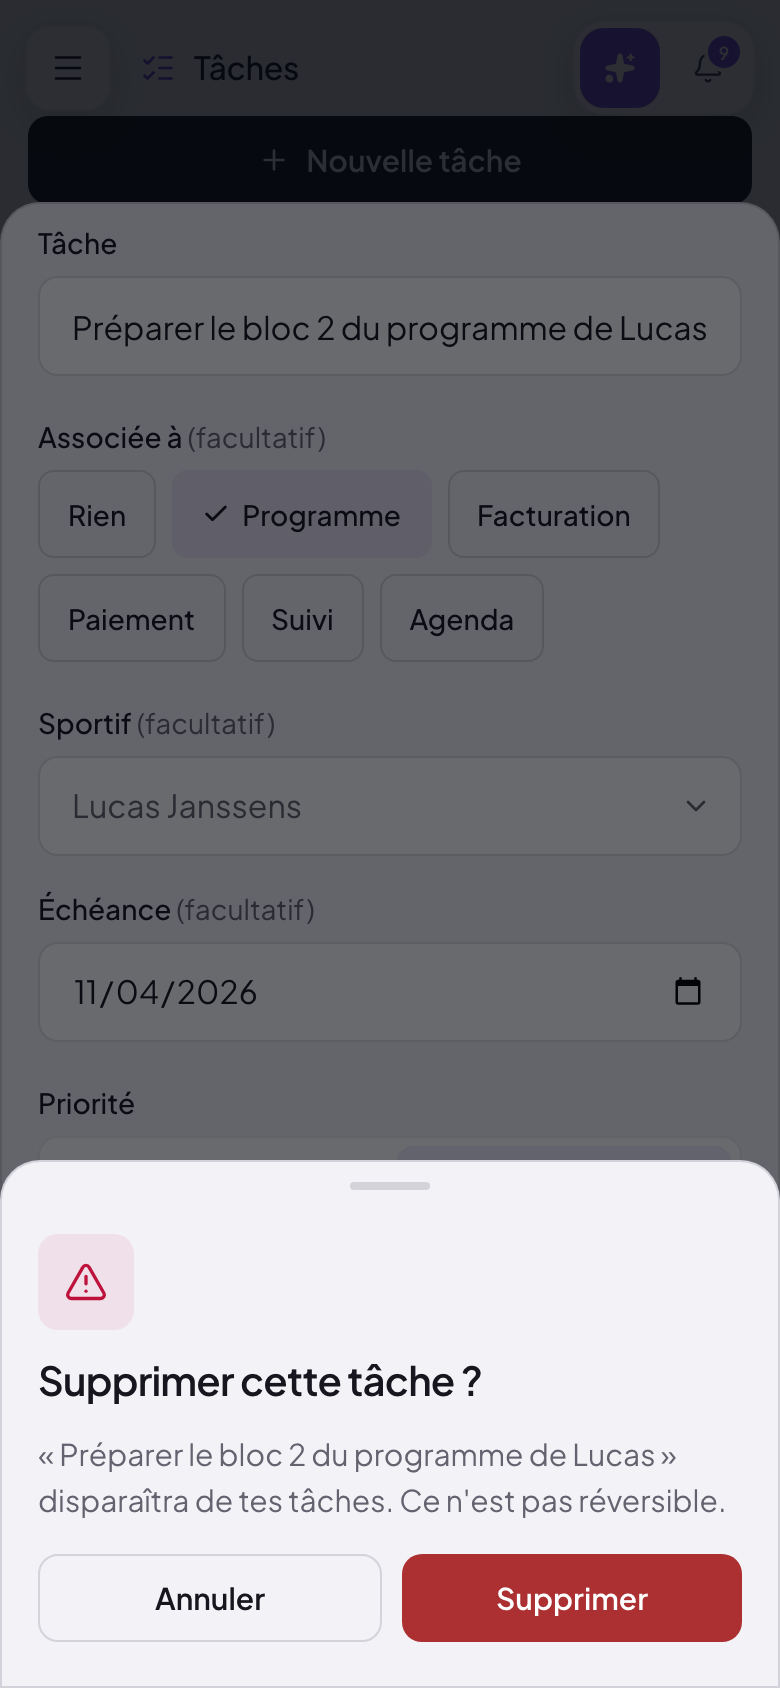 Tâches
9
Nouvelle tâche
Tâche
Préparer le bloc 2 du programme de Lucas
Associée à (facultatif)
Rien
Programme
Facturation
Paiement
Suivi
Agenda
Sportif (facultatif)
Lucas Janssens
Échéance (facultatif)
11/04/2026
Priorité
Supprimer cette tâche ?
« Préparer le bloc 2 du programme de Lucas »
disparaîtra de tes tâches. Ce n'est pas réversible.
Annuler
Supprimer